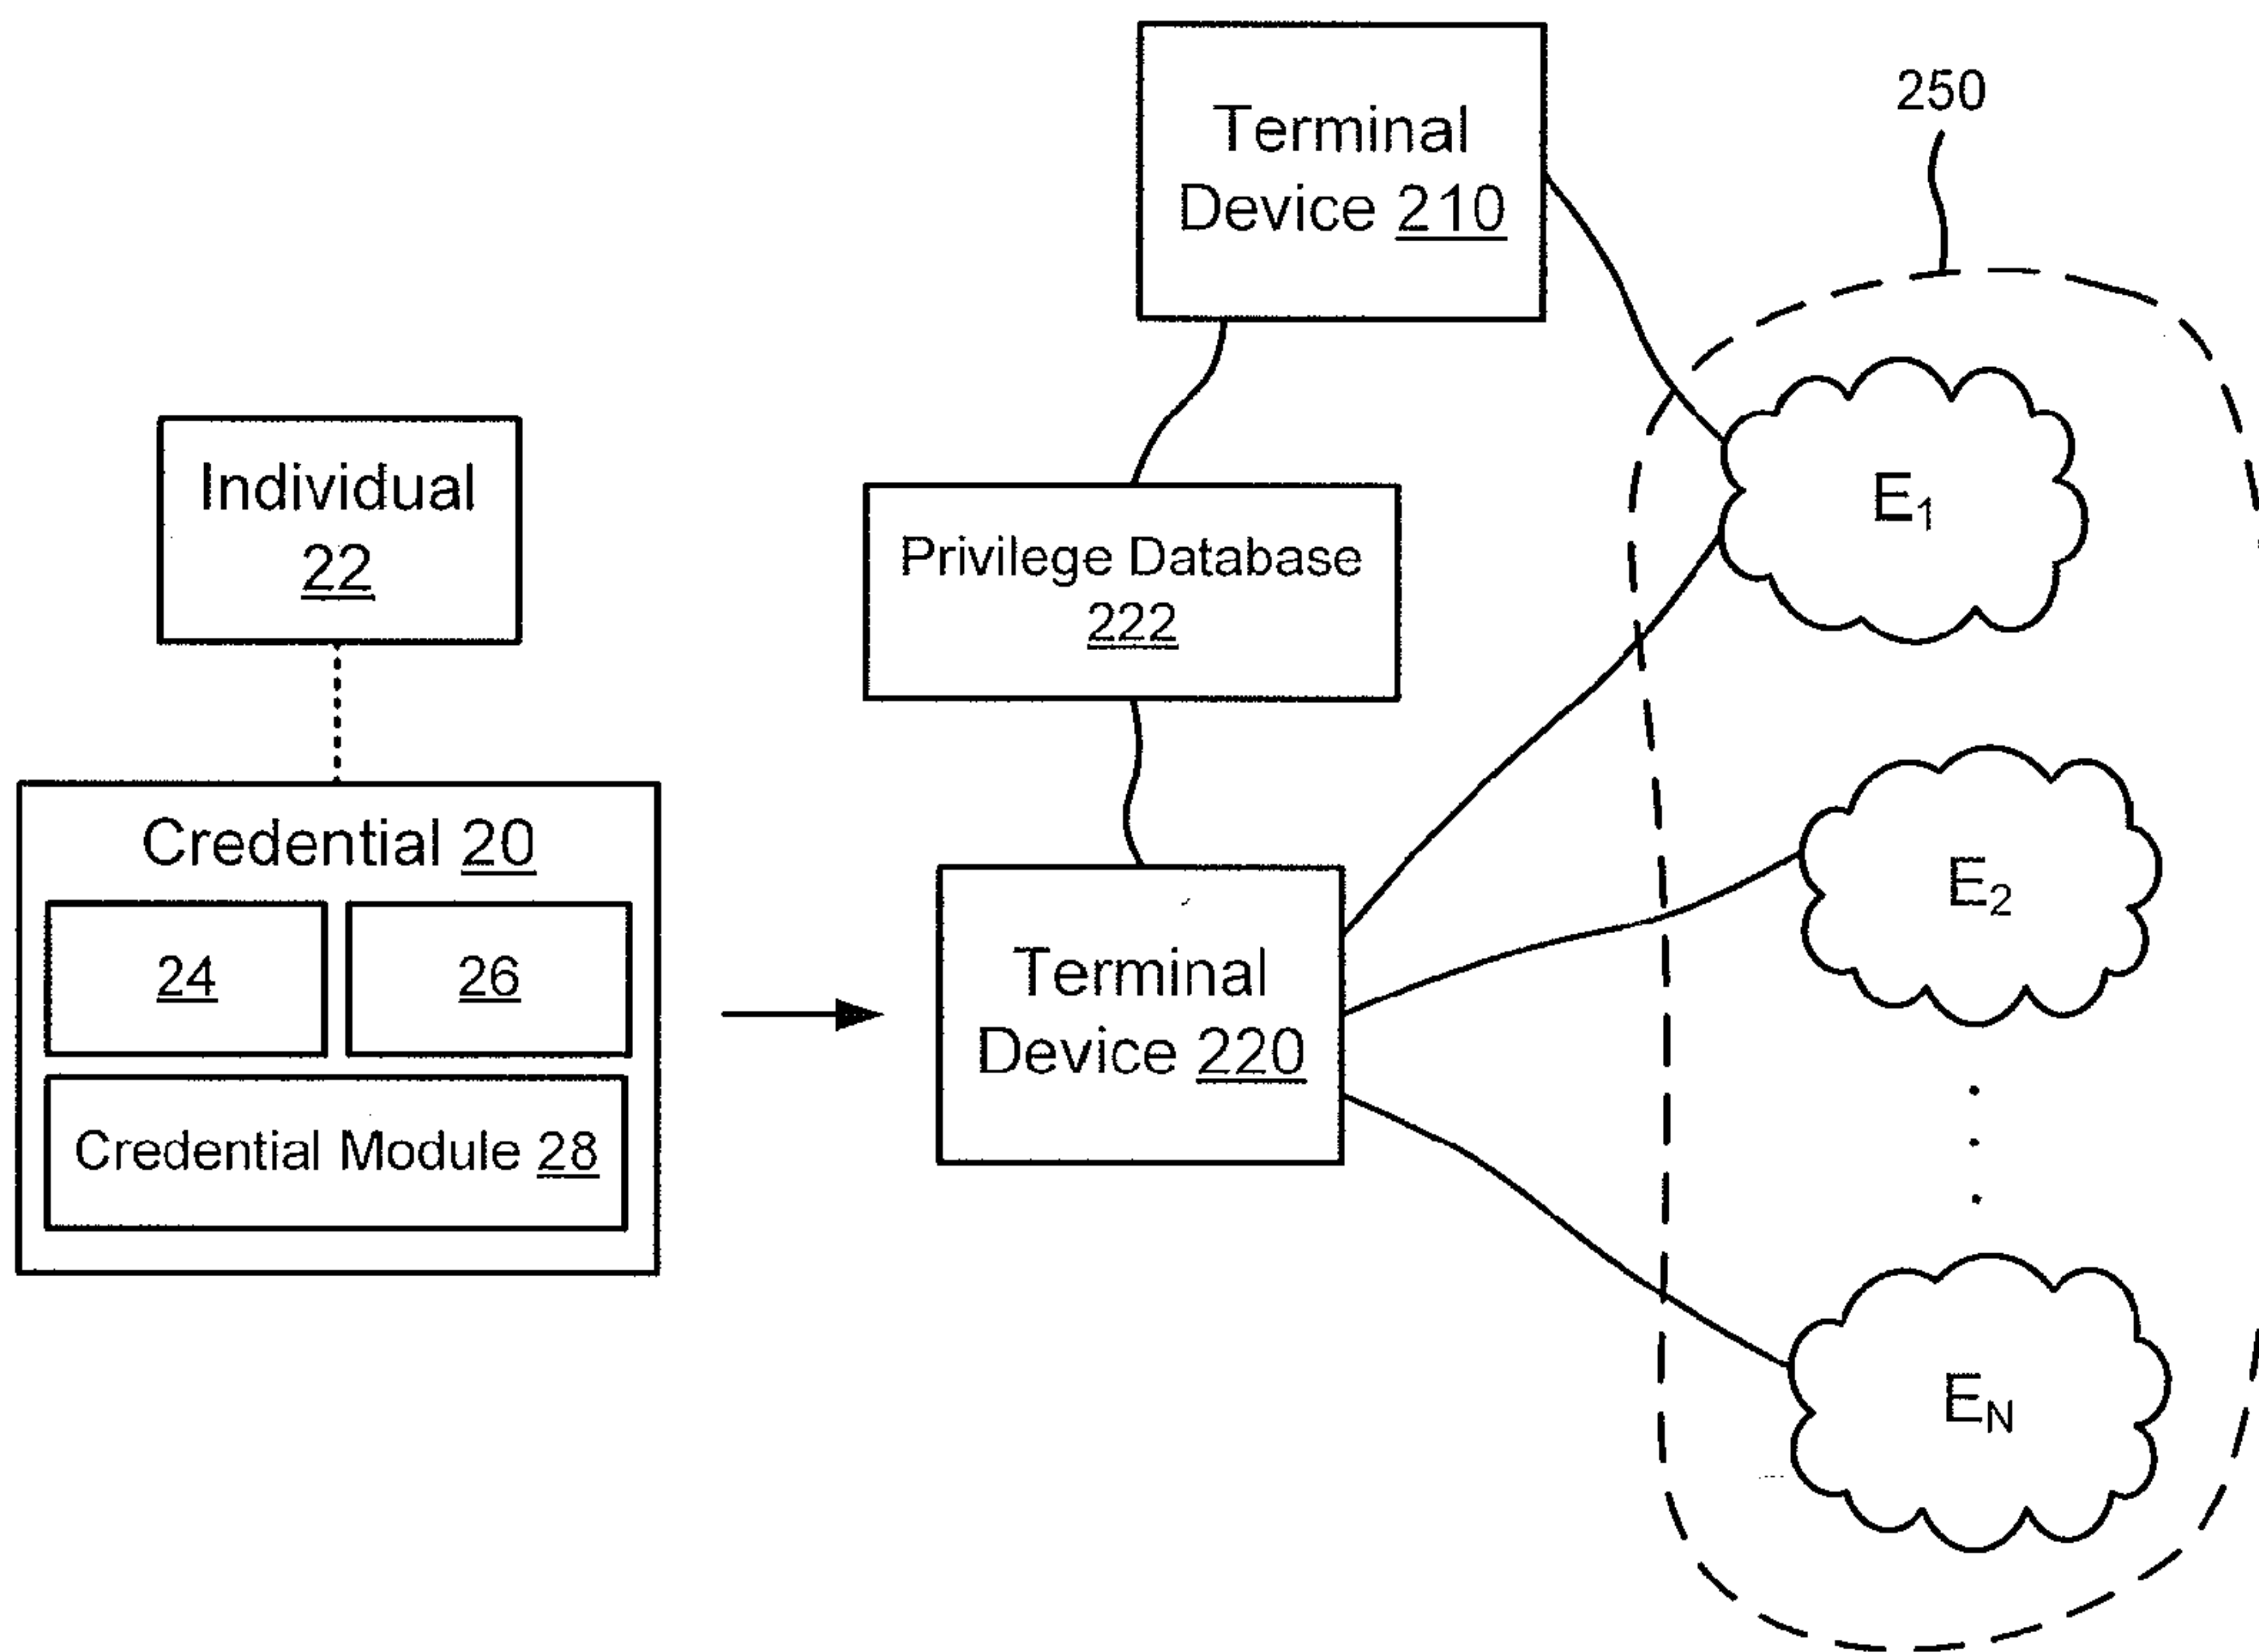 Terminal
Device 210
250
Individual
22
Privilege Database
222
E1
Credential 20
24
26
Credential Module 28
Terminal
Device 220
E2
EN